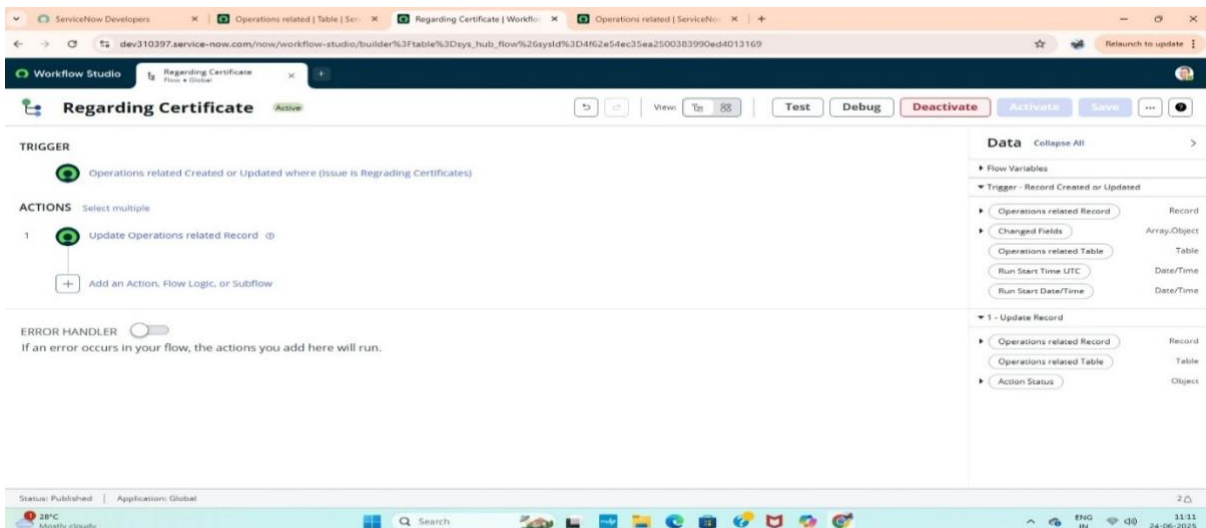 ServiceNow Developers
Operations related | Table | Ser
Regarding Certificate | Workflo
Operations related | ServiceNo
dev310397.service-now.com/now/workflow-studio/builder%3Ftable%3Dsys_hub_flow%26sysId%3D4f62e54ec35ea2500383990ed4013169
Relaunch to update
Workflow Studio
Regarding Certificate
Flow • Global
Regarding Certificate Active
View: Test Debug Deactivate Activate Save
TRIGGER
Operations related Created or Updated where (Issue is Regrading Certificates)
ACTIONS Select multiple
1 Update Operations related Record
Add an Action, Flow Logic, or Subflow
ERROR HANDLER
If an error occurs in your flow, the actions you add here will run.
Data Collapse All
Flow Variables
Trigger - Record Created or Updated
Operations related Record Record
Changed Fields Array.Object
Operations related Table Table
Run Start Time UTC Date/Time
Run Start Date/Time Date/Time
1 - Update Record
Operations related Record Record
Operations related Table Table
Action Status Object
Status: Published | Application: Global
2
28°C
Mostly cloudy
Search
ENG
IN
11:11
24-06-2025